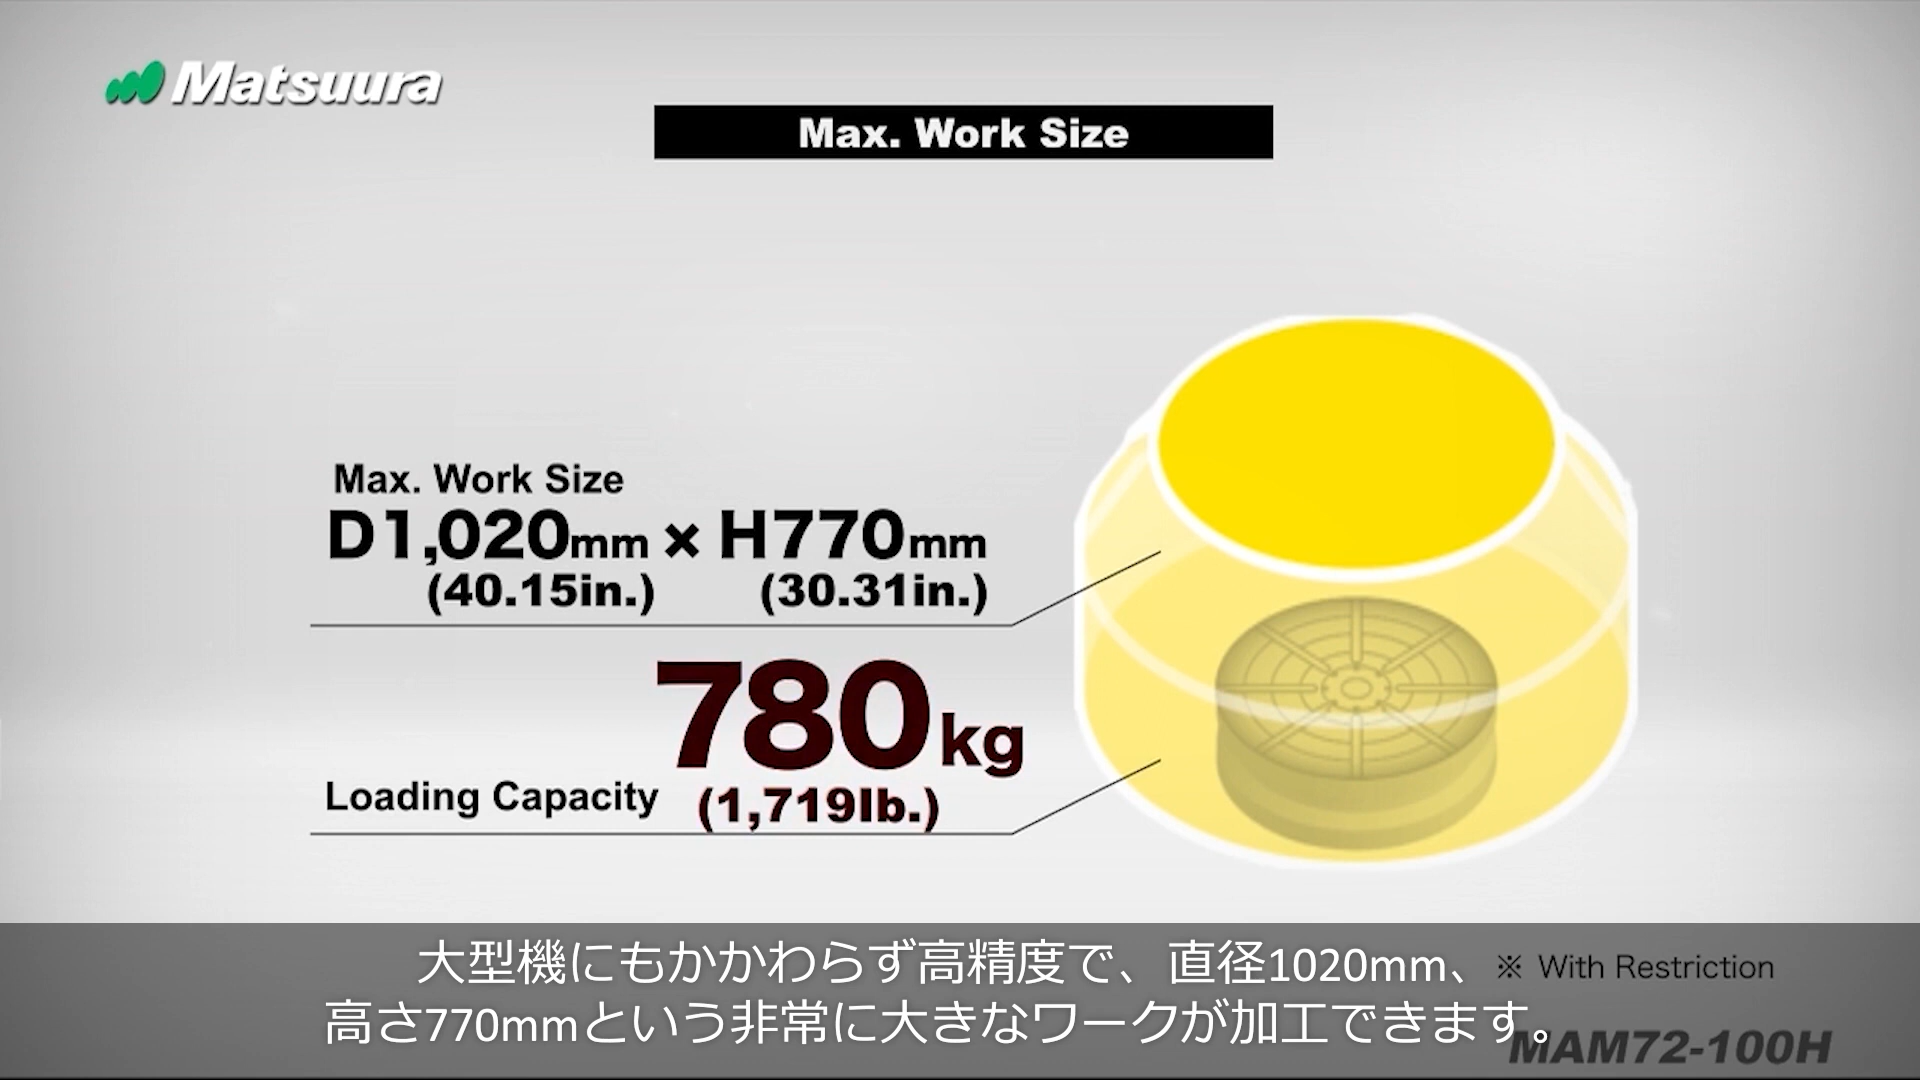 Matsuura
Max. Work Size
Max. Work Size
D1,020mm × H770mm
(40.15in.) (30.31in.)
780kg
Loading Capacity (1,719lb.)
大型機にもかかわらず高精度で、直径1020mm、
※ With Restriction
高さ770mmという非常に大きなワークが加工できます。
MAM72-100H